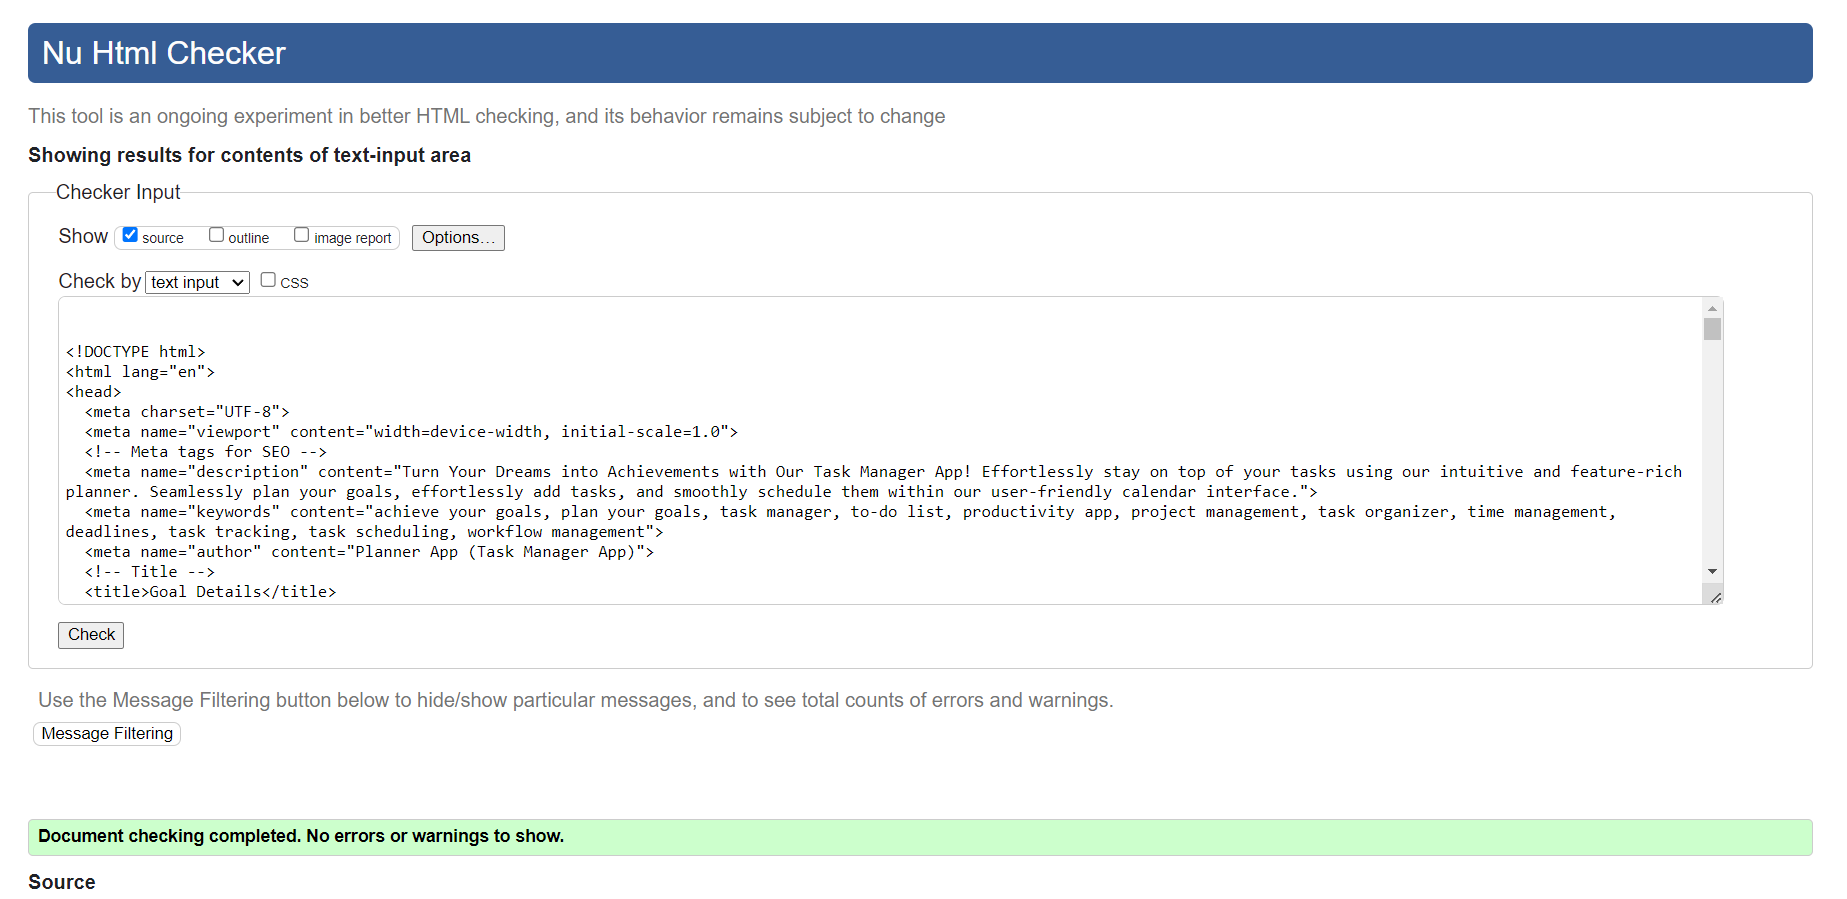 Nu Html Checker
This tool is an ongoing experiment in better HTML checking, and its behavior remains subject to change
Showing results for contents of text-input area
Checker Input
Show source outline image report Options...
Check by text input CSS
<!DOCTYPE html>
<html lang="en">
<head>
  <meta charset="UTF-8">
  <meta name="viewport" content="width=device-width, initial-scale=1.0">
  <!-- Meta tags for SEO -->
  <meta name="description" content="Turn Your Dreams into Achievements with Our Task Manager App! Effortlessly stay on top of your tasks using our intuitive and feature-rich
planner. Seamlessly plan your goals, effortlessly add tasks, and smoothly schedule them within our user-friendly calendar interface.">
  <meta name="keywords" content="achieve your goals, plan your goals, task manager, to-do list, productivity app, project management, task organizer, time management,
deadlines, task tracking, task scheduling, workflow management">
  <meta name="author" content="Planner App (Task Manager App)">
  <!-- Title -->
  <title>Goal Details</title>
Check
Use the Message Filtering button below to hide/show particular messages, and to see total counts of errors and warnings.
Message Filtering
Document checking completed. No errors or warnings to show.
Source